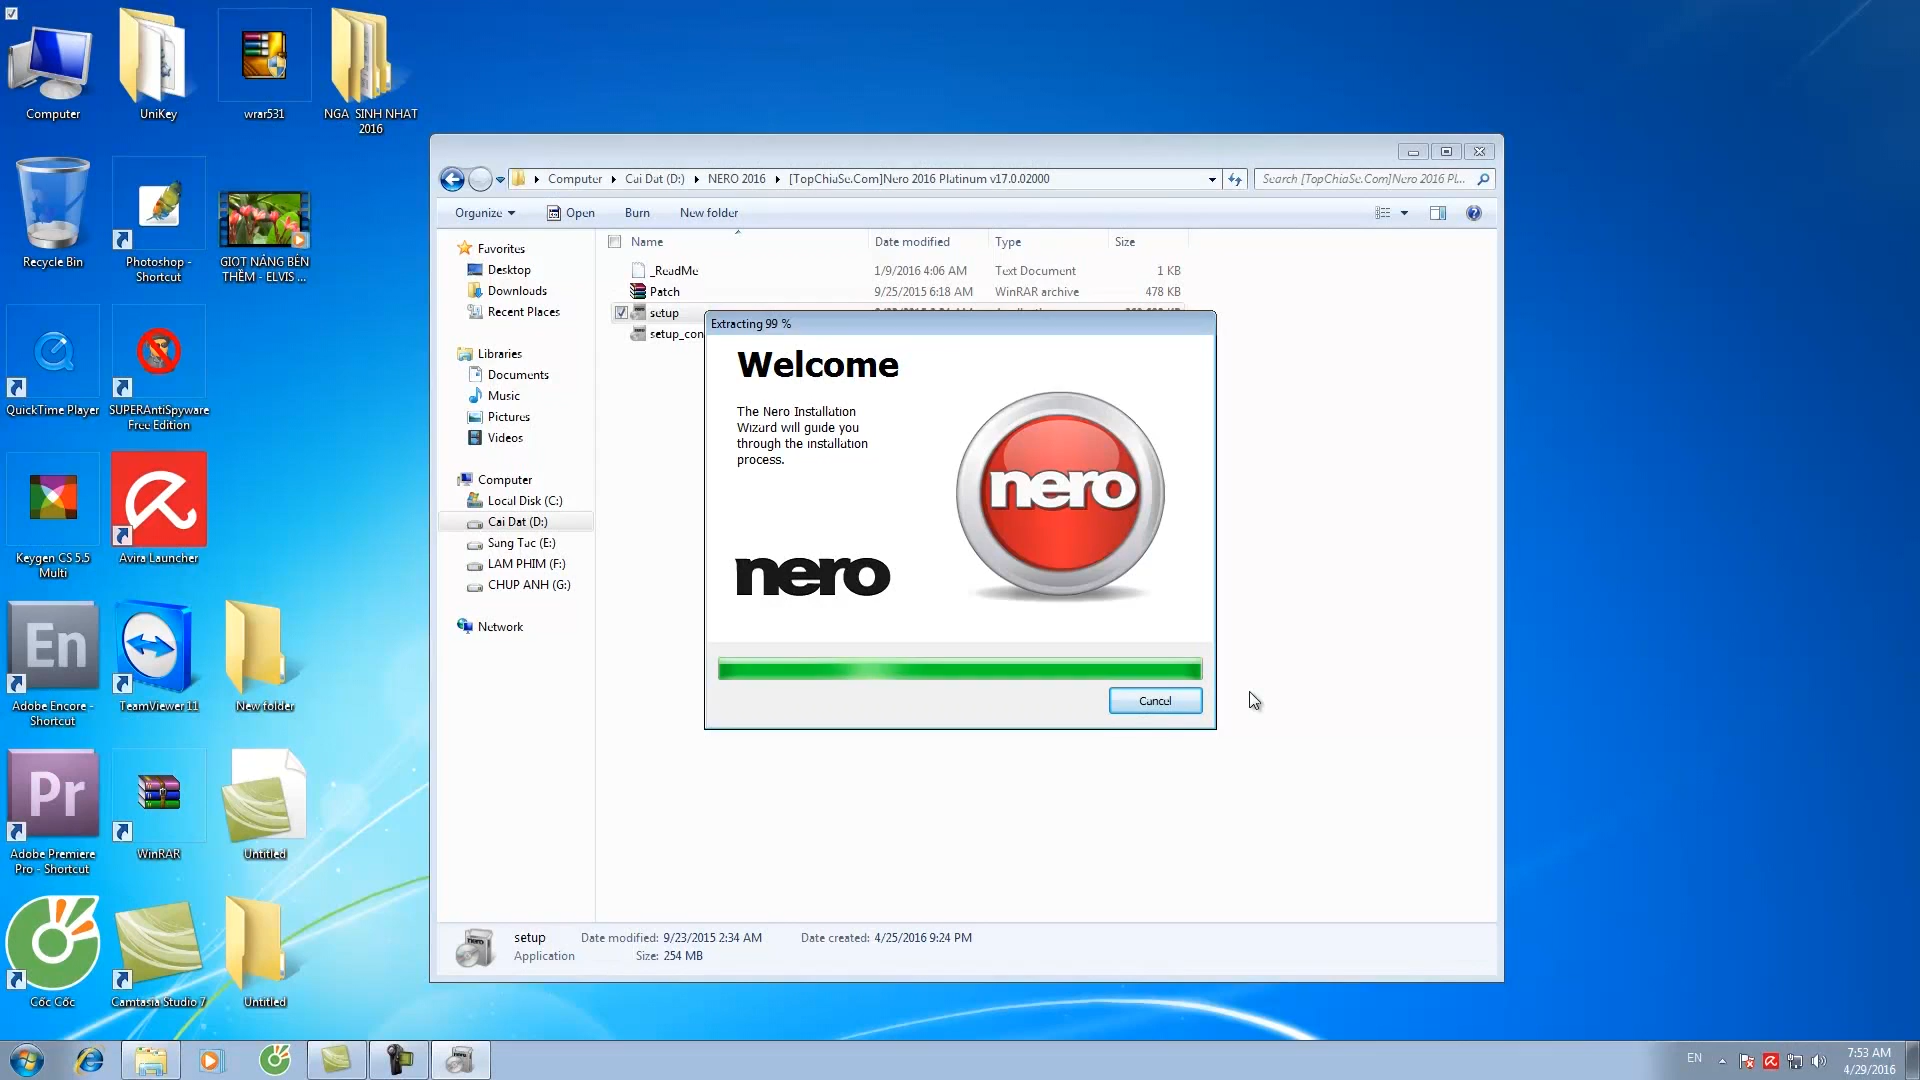 Computer
UniKey
wrar531
NGA SINH NHAT
2016
Recycle Bin
Photoshop -
Shortcut
GIOT NẮNG BÊN
THỀM - ELVIS ...
QuickTime Player
SUPERAntiSpyware
Free Edition
Keygen CS 5.5
Multi
Avira Launcher
En
Adobe Encore -
Shortcut
TeamViewer 11
New folder
Pr
Adobe Premiere
Pro - Shortcut
WinRAR
Untitled
Cốc Cốc
Camtasia Studio 7
Untitled
Computer
Cai Dat (D:)
NERO 2016
[TopChiaSe.Com]Nero 2016 Platinum v17.0.02000
Search [TopChiaSe.Com]Nero 2016 Pl...
Organize
Open
Burn
New folder
Favorites
Desktop
Downloads
Recent Places
Libraries
Documents
Music
Pictures
Videos
Computer
Local Disk (C:)
Cai Dat (D:)
Sang Tac (E:)
LAM PHIM (F:)
CHUP ANH (G:)
Network
Name Date modified Type Size
_ReadMe 1/9/2016 4:06 AM Text Document 1 KB
Patch 9/25/2015 6:18 AM WinRAR archive 478 KB
setup
setup_con
Extracting 99 %
Welcome
The Nero Installation
Wizard will guide you
through the installation
process.
nero
nero
Cancel
setup Date modified: 9/23/2015 2:34 AM Date created: 4/25/2016 9:24 PM
Application Size: 254 MB
EN
7:53 AM
4/29/2016